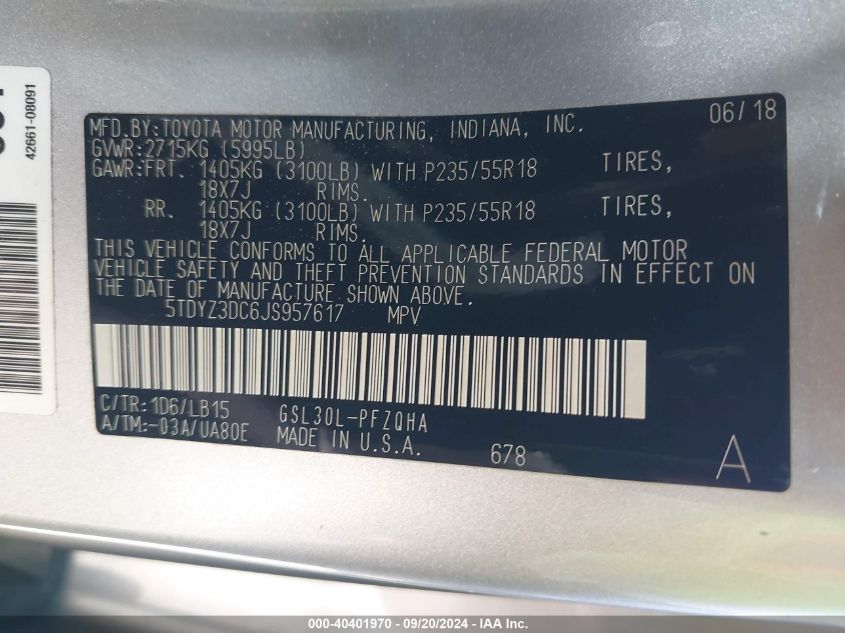 42661-08091
06/18
MFD.BY:TOYOTA MOTOR MANUFACTURING, INDIANA, INC.
GVWR:2715KG (5995LB)
GAWR:FRT. 1405KG (3100LB) WITH P235/55R18 TIRES,
18X7J RIMS.
RR. 1405KG (3100LB) WITH P235/55R18 TIRES,
18X7J RIMS.
THIS VEHICLE CONFORMS TO ALL APPLICABLE FEDERAL MOTOR
VEHICLE SAFETY AND THEFT PREVENTION STANDARDS IN EFFECT ON
THE DATE OF MANUFACTURE SHOWN ABOVE.
5TDYZ3DC6JS957617 MPV
C/TR:1D6/LB15 GSL30L-PFZQHA
A/TM:-03A/UA80E MADE IN U.S.A. 678 A
000-40401970 - 09/20/2024 - IAA Inc.